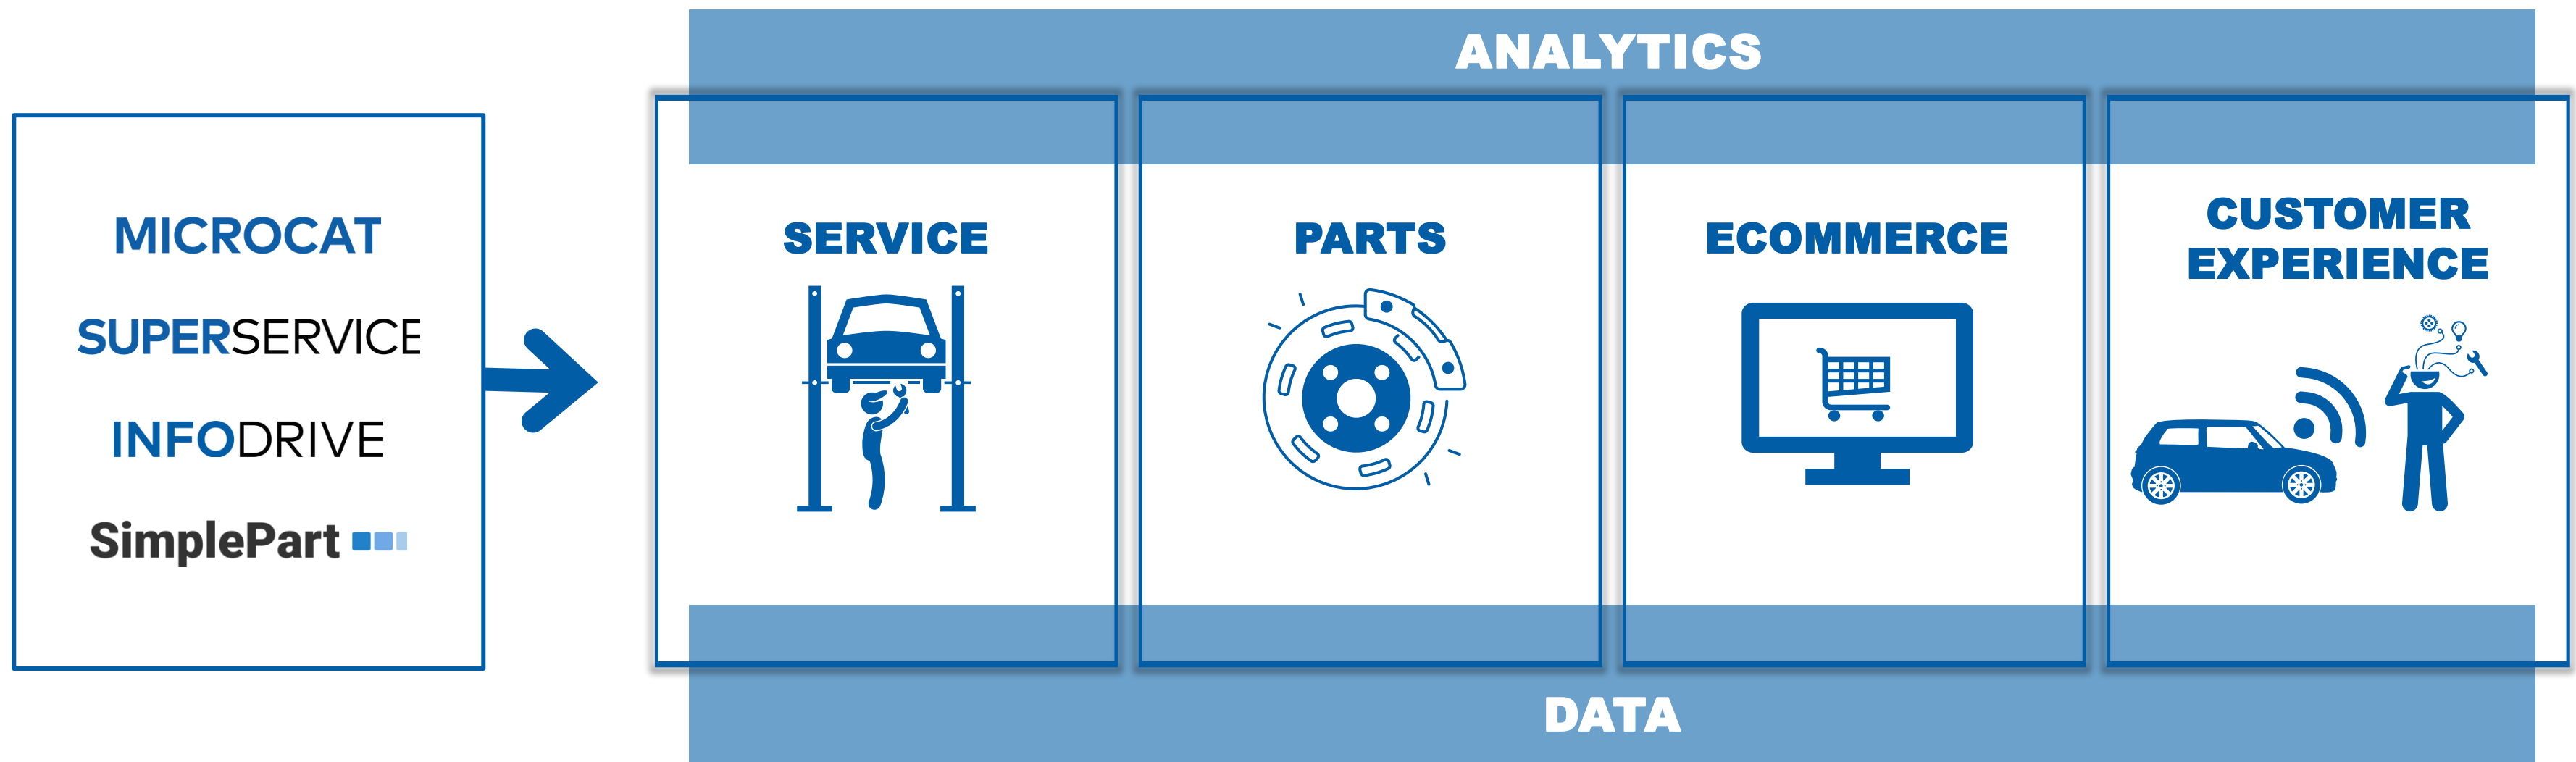 MICROCAT
SUPERSERVICE
INFODRIVE
SimplePart
ANALYTICS
SERVICE
PARTS
ECOMMERCE
CUSTOMER
EXPERIENCE
DATA